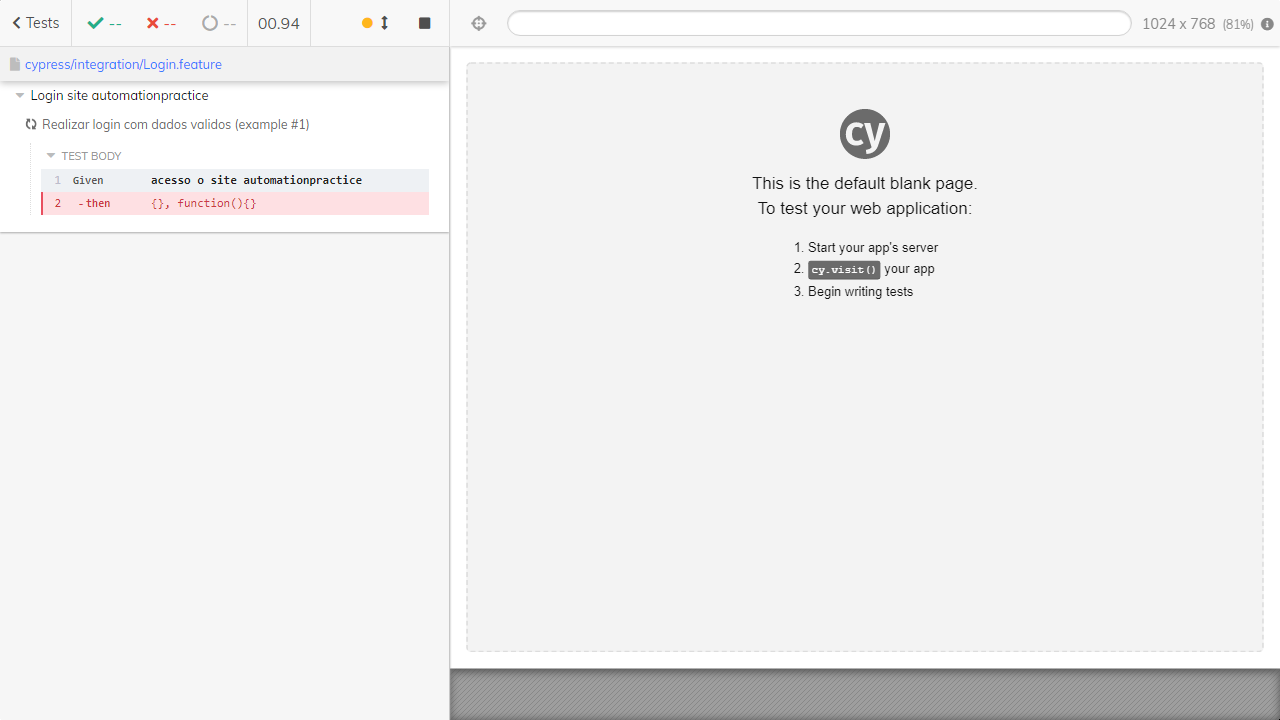 Tests -- -- -- 00.94
1024 x 768 (81%)
cypress/integration/Login.feature
Login site automationpractice
Realizar login com dados validos (example #1)
TEST BODY
1 Given acesso o site automationpractice
2 -then {}, function(){}
cy
This is the default blank page.
To test your web application:
1. Start your app's server
2. cy.visit() your app
3. Begin writing tests